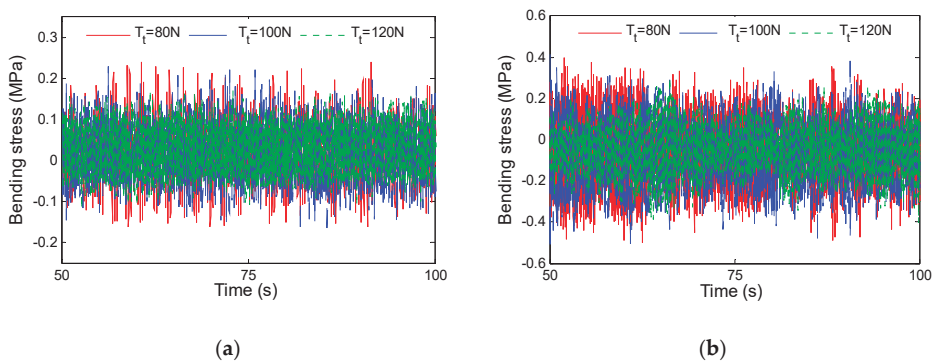 T_t=80N T_t=100N T_t=120N
Bending stress (MPa)
0.3
0.2
0.1
0
-0.1
-0.2
50 75 100
Time (s)
(a)
T_t=80N T_t=100N T_t=120N
Bending stress (MPa)
0.6
0.4
0.2
0
-0.2
-0.4
-0.6
50 75 100
Time (s)
(b)